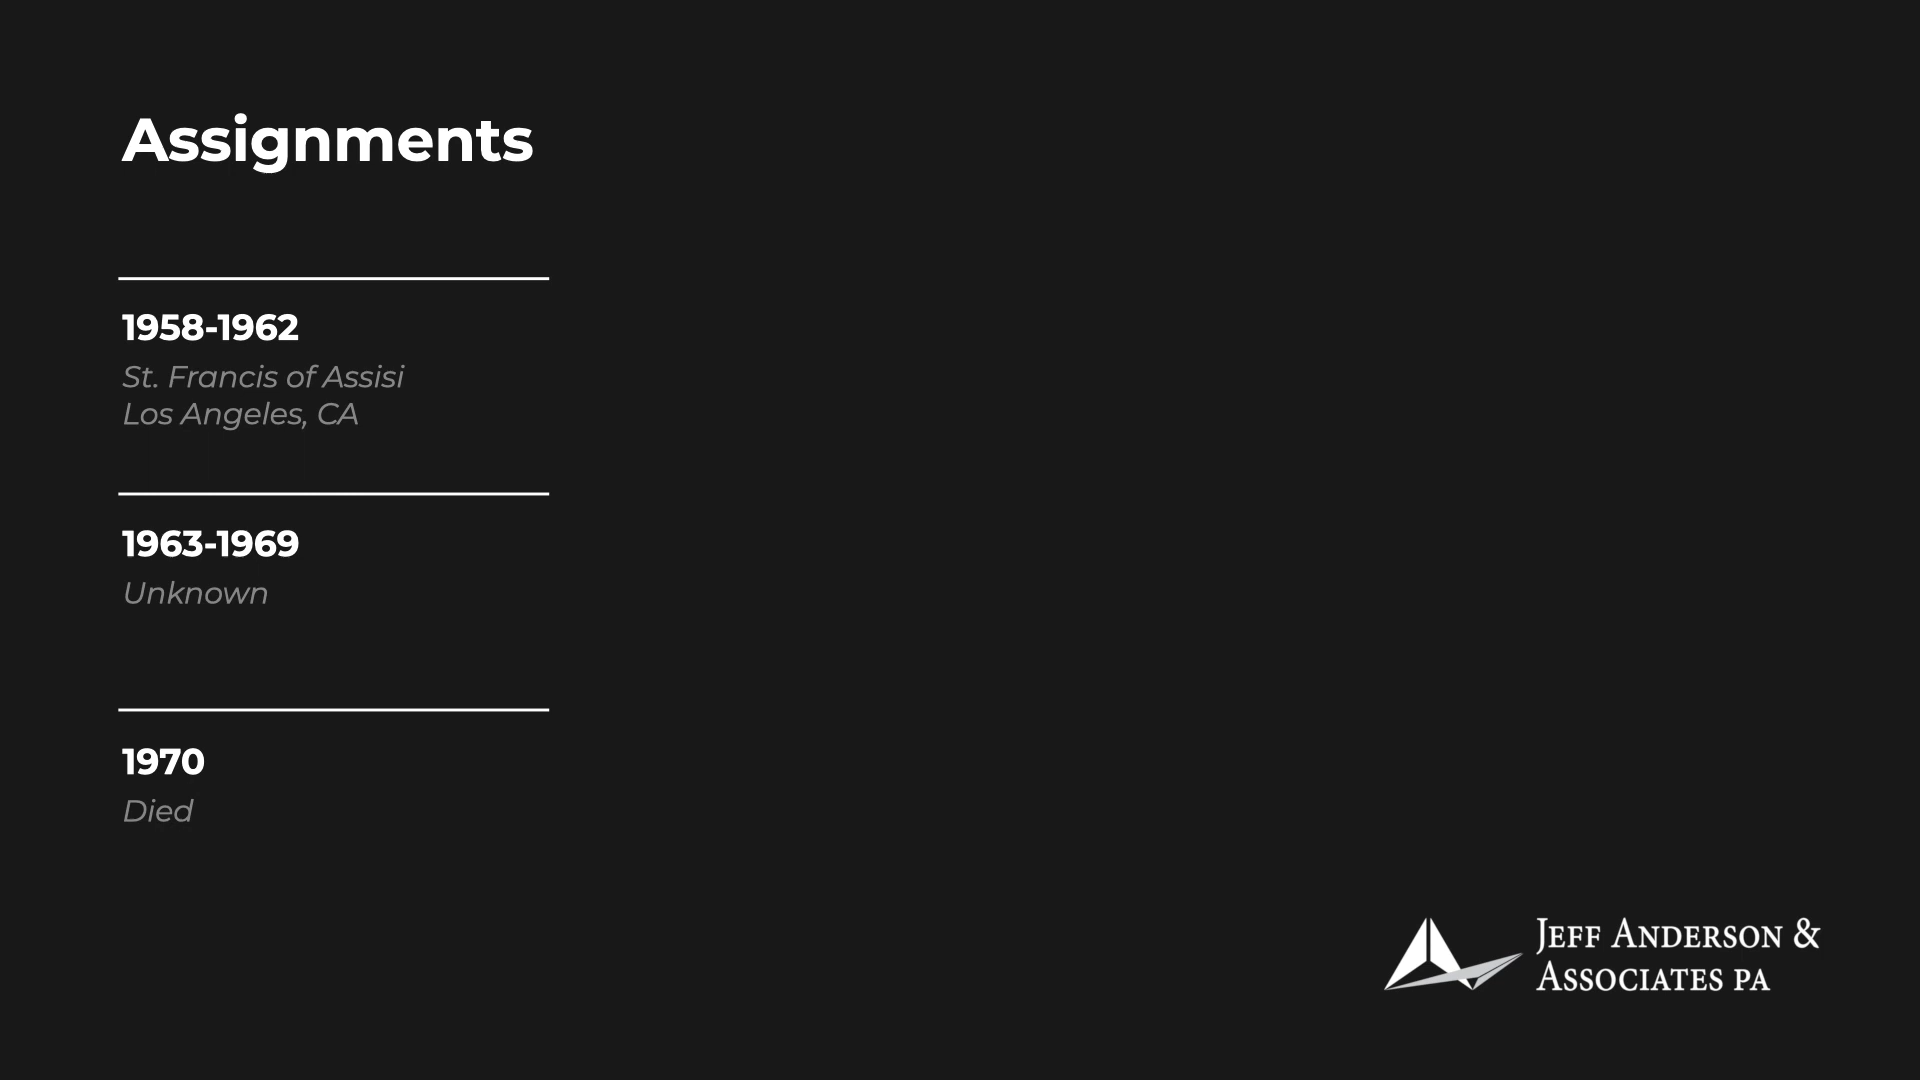 Assignments
1958-1962
St. Francis of Assisi
Los Angeles, CA
1963-1969
Unknown
1970
Died
Jeff Anderson &
Associates PA